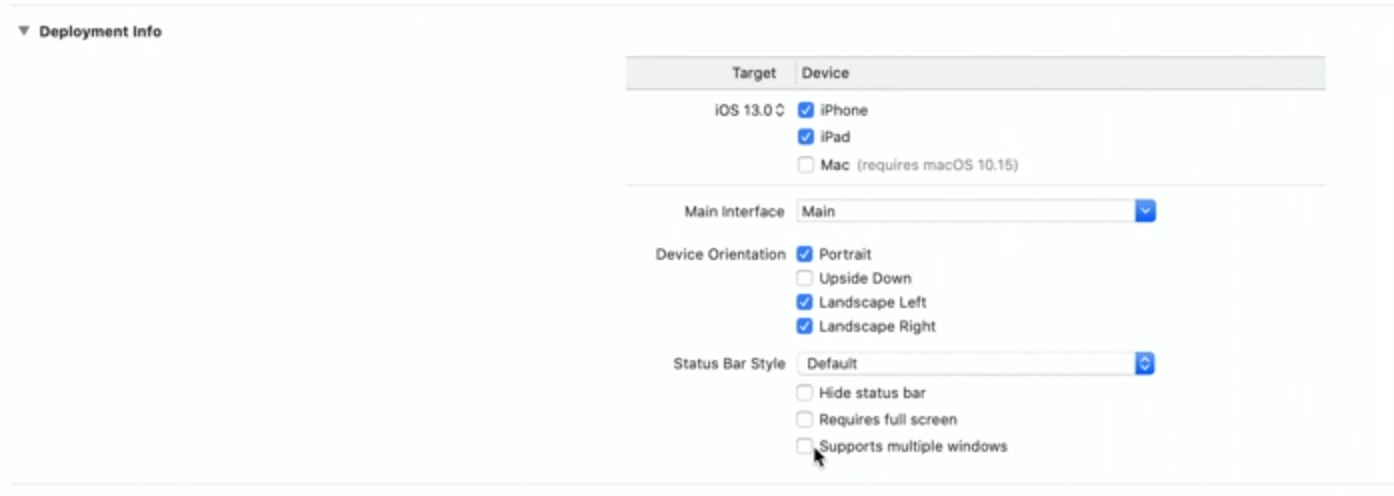 Deployment Info
Target Device
iOS 13.0 iPhone
iPad
Mac (requires macOS 10.15)
Main Interface Main
Device Orientation Portrait
Upside Down
Landscape Left
Landscape Right
Status Bar Style Default
Hide status bar
Requires full screen
Supports multiple windows